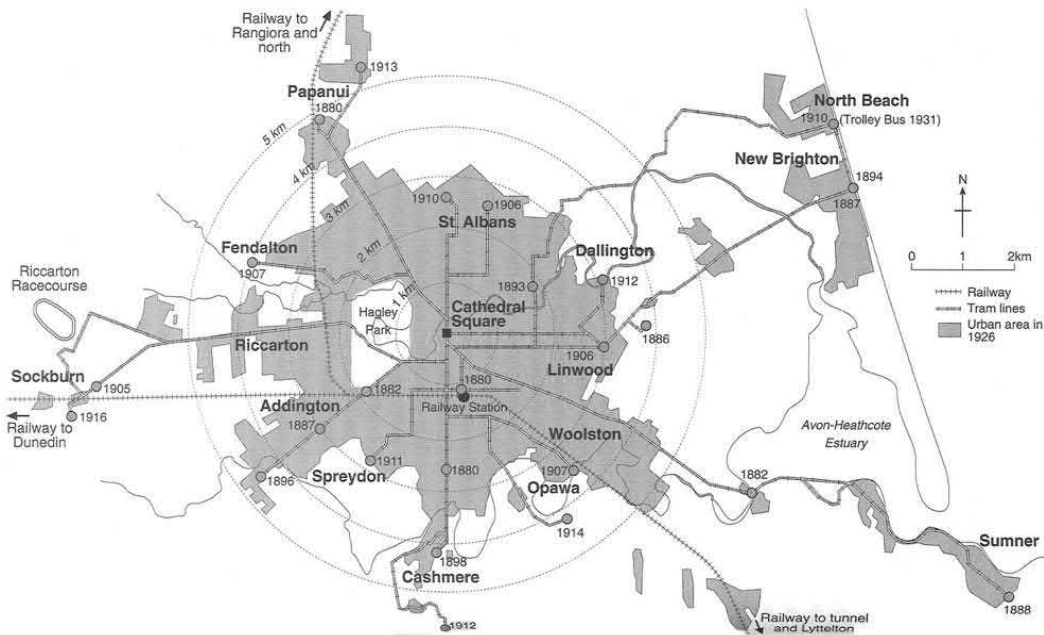 Railway to
Rangiora and
north
1913
Papanui
1880
5 km
4 km
3 km
2 km
1 km
North Beach
1910
(Trolley Bus 1931)
New Brighton
1894
1887
N
0
1
2km
Railway
Tram lines
Urban area in
1926
1910
1906
St. Albans
Fendalton
1907
Dallington
1912
1893
Riccarton
Racecourse
Hagley
Park
Cathedral
Square
1886
1906
Linwood
Riccarton
Sockburn
1905
1916
Railway to
Dunedin
1882
Addington
1887
1880
Railway Station
Woolston
Avon-Heathcote
Estuary
1911
Spreydon
1896
1880
1907
Opawa
1914
1882
1898
Cashmere
1912
Sumner
1888
Railway to tunnel
and Lyttelton